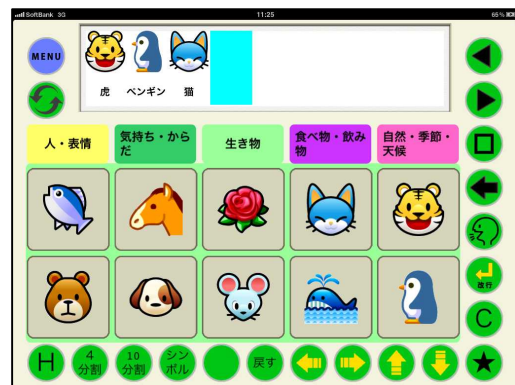 SoftBank 3G 11:25 65%
MENU
虎 ペンギン 猫
人・表情
気持ち・から
だ
生き物
食べ物・飲み
物
自然・季節・
天候
改行
C
H
4
分割
10
分割
シン
ボル
戻す